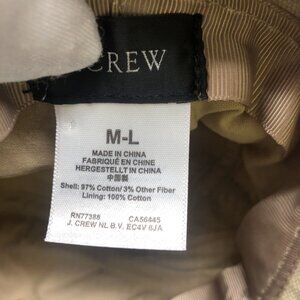 CREW
M-L
MADE IN CHINA
FABRIQUÉ EN CHINE
HERGESTELLT IN CHINA
中国製
Shell: 97% Cotton/ 3% Other Fiber
Lining: 100% Cotton
RN77388 CA56445
J. CREW NL B.V. EC4V 6JA